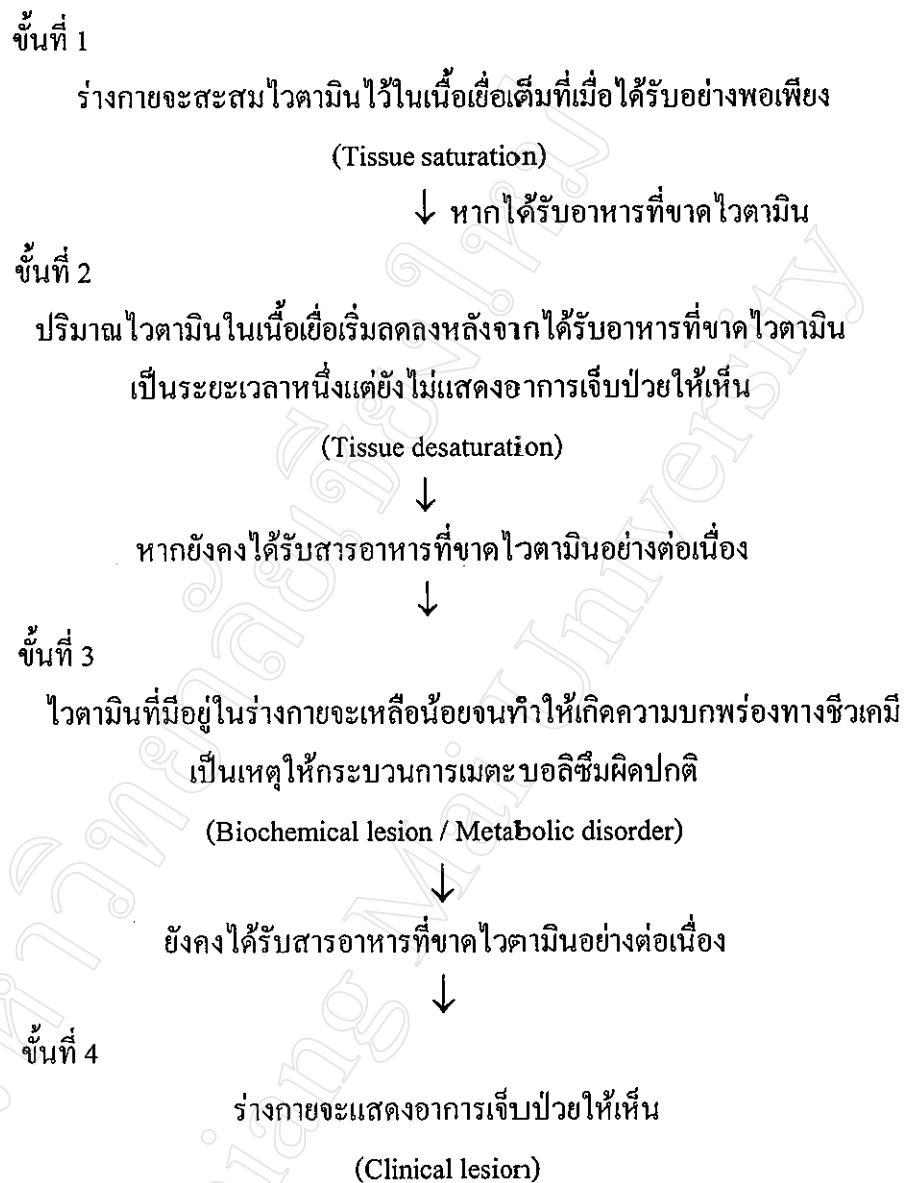 ขั้นที่ 1
ร่างกายจะสะสมไวตามินไว้ในเนื้อเยื่อเต็มที่เมื่อได้รับอย่างพอเพียง
(Tissue saturation)
↓ หากได้รับอาหารที่ขาดไวตามิน
ขั้นที่ 2
ปริมาณไวตามินในเนื้อเยื่อเริ่มลดลงหลังจากได้รับอาหารที่ขาดไวตามิน
เป็นระยะเวลาหนึ่งแต่ยังไม่แสดงอาการเจ็บป่วยให้เห็น
(Tissue desaturation)
↓
หากยังคงได้รับสารอาหารที่ขาดไวตามินอย่างต่อเนื่อง
↓
ขั้นที่ 3
ไวตามินที่มีอยู่ในร่างกายจะเหลือน้อยจนทำให้เกิดความบกพร่องทางชีวเคมี
เป็นเหตุให้กระบวนการเมตะบอลิซึมผิดปกติ
(Biochemical lesion / Metabolic disorder)
↓
ยังคงได้รับสารอาหารที่ขาดไวตามินอย่างต่อเนื่อง
↓
ขั้นที่ 4
ร่างกายจะแสดงอาการเจ็บป่วยให้เห็น
(Clinical lesion)